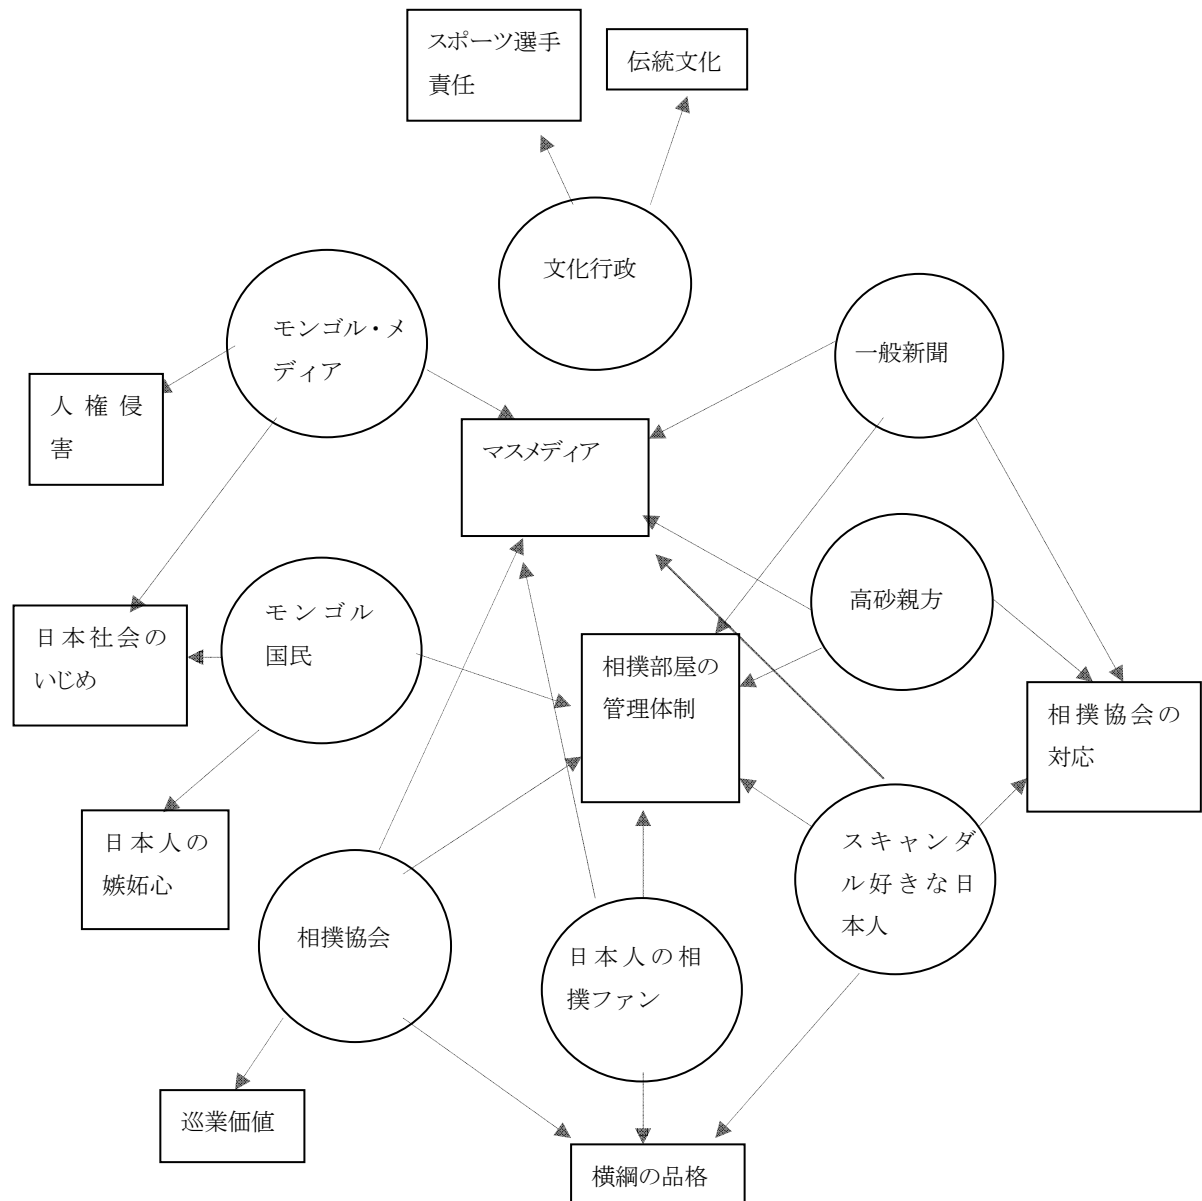 スポーツ選手
責任
伝統文化
文化行政
モンゴル・メ
ディア
一般新聞
人権侵
害
マスメディア
モンゴル
国民
高砂親方
日本社会の
いじめ
相撲部屋の
管理体制
相撲協会の
対応
日本人の
嫉妬心
スキャンダ
ル好きな日
本人
相撲協会
日本人の相
撲ファン
巡業価値
横綱の品格